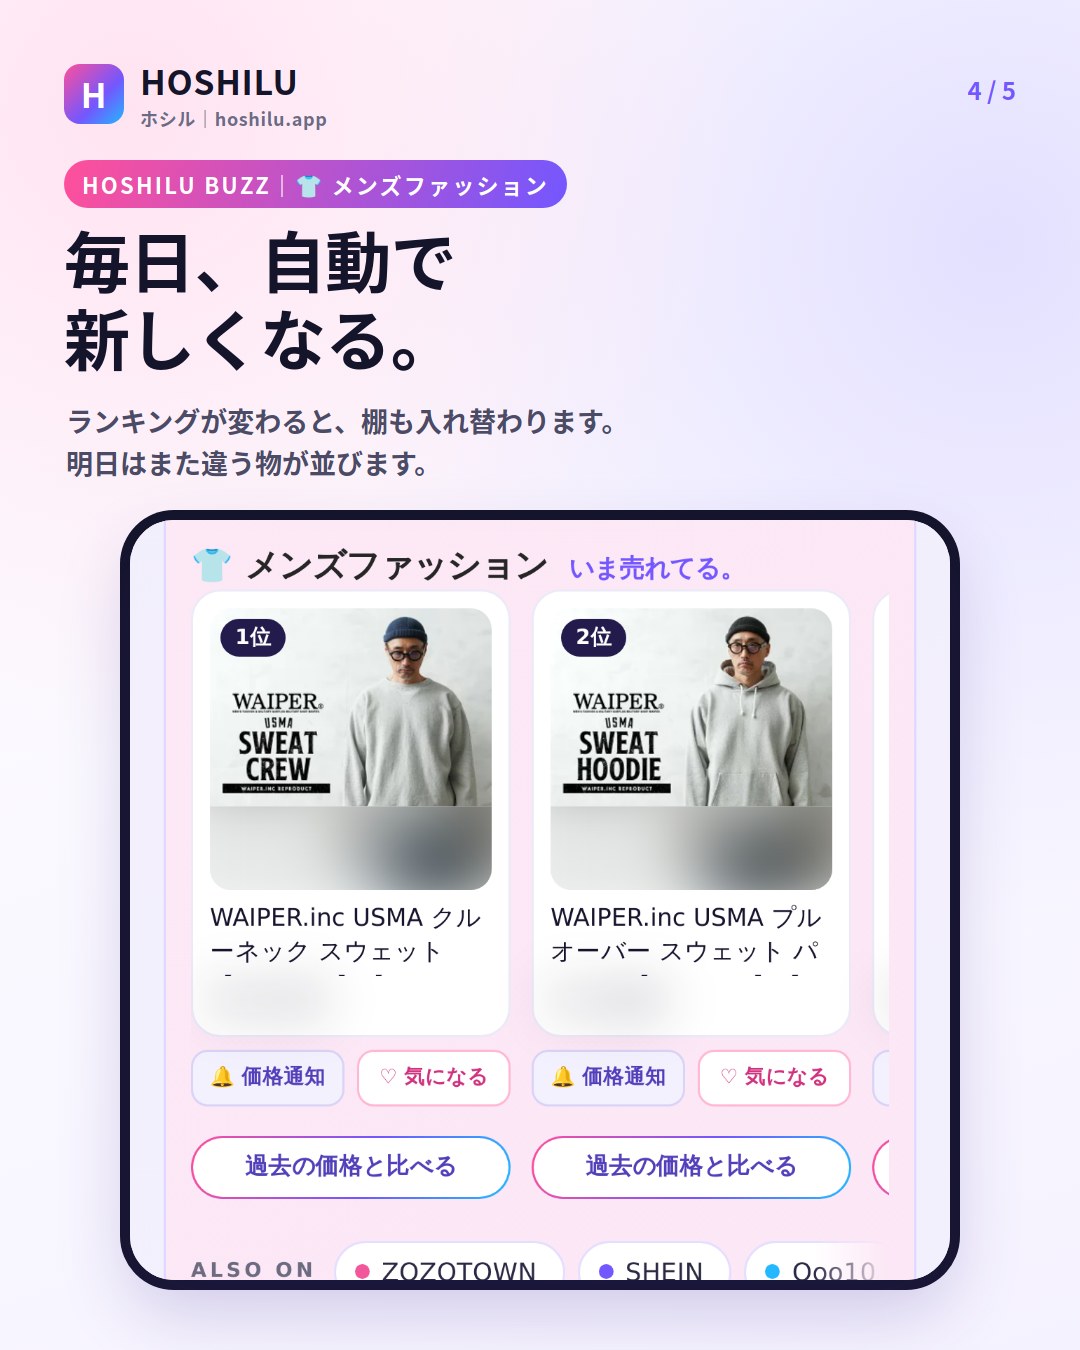 H
HOSHILU
ホシル｜hoshilu.app
4 / 5
HOSHILU BUZZ｜👕 メンズファッション
毎日、自動で
新しくなる。
ランキングが変わると、棚も入れ替わります。
明日はまた違う物が並びます。
👕 メンズファッション いま売れてる。
1位
WAIPER®
USMA
SWEAT
CREW
WAIPER.INC REPRODUCT
WAIPER.inc USMA クル
ーネック スウェット
2位
WAIPER®
USMA
SWEAT
HOODIE
WAIPER.INC REPRODUCT
WAIPER.inc USMA プル
オーバー スウェット パ
🔔 価格通知 ♡ 気になる
🔔 価格通知 ♡ 気になる
過去の価格と比べる
過去の価格と比べる
ALSO ON ZOZOTOWN SHEIN Qoo10